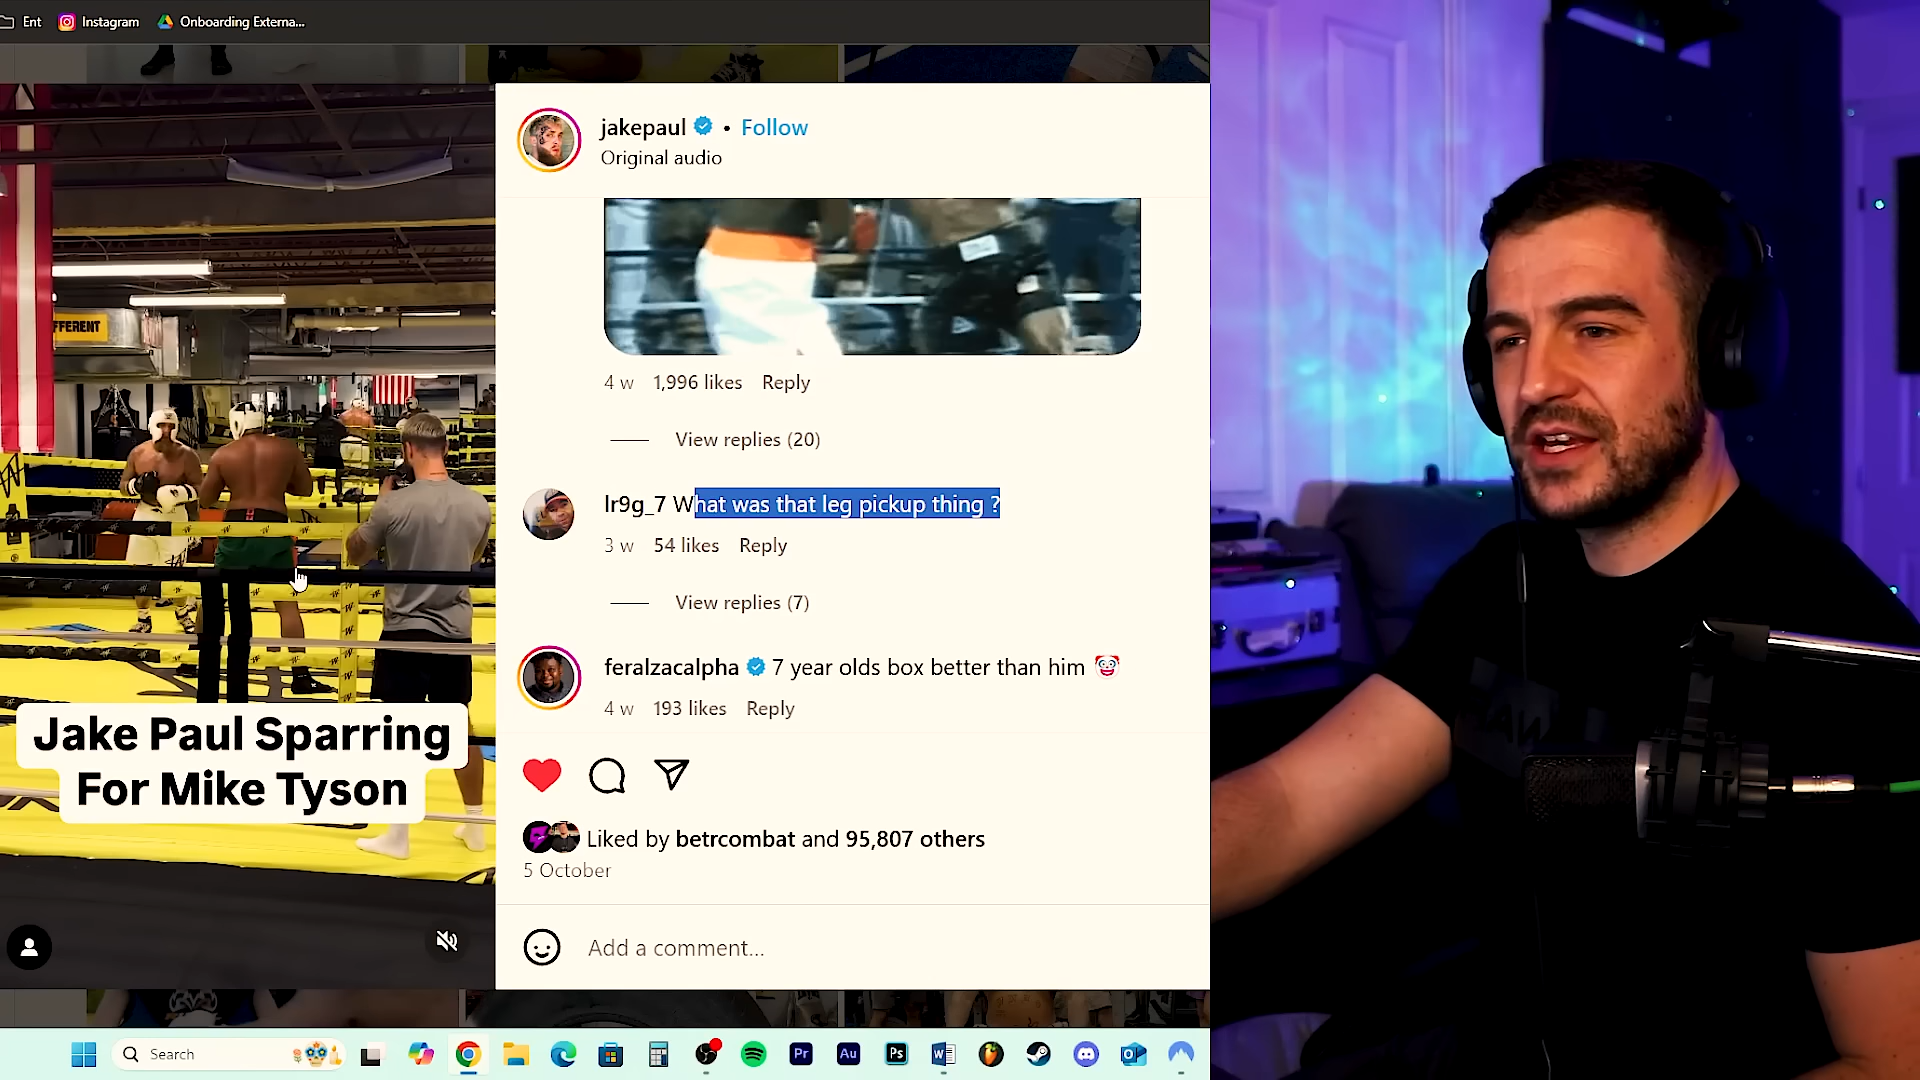 Ent
Instagram
Onboarding Externa...
jakepaul • Follow
Original audio
FFERENT
4 w 1,996 likes Reply
View replies (20)
lr9g_7 What was that leg pickup thing ?
3 w 54 likes Reply
View replies (7)
feralzacalpha 7 year olds box better than him
4 w 193 likes Reply
Jake Paul Sparring
For Mike Tyson
Liked by betrcombat and 95,807 others
5 October
Add a comment...
Search
Pr
Au
Ps